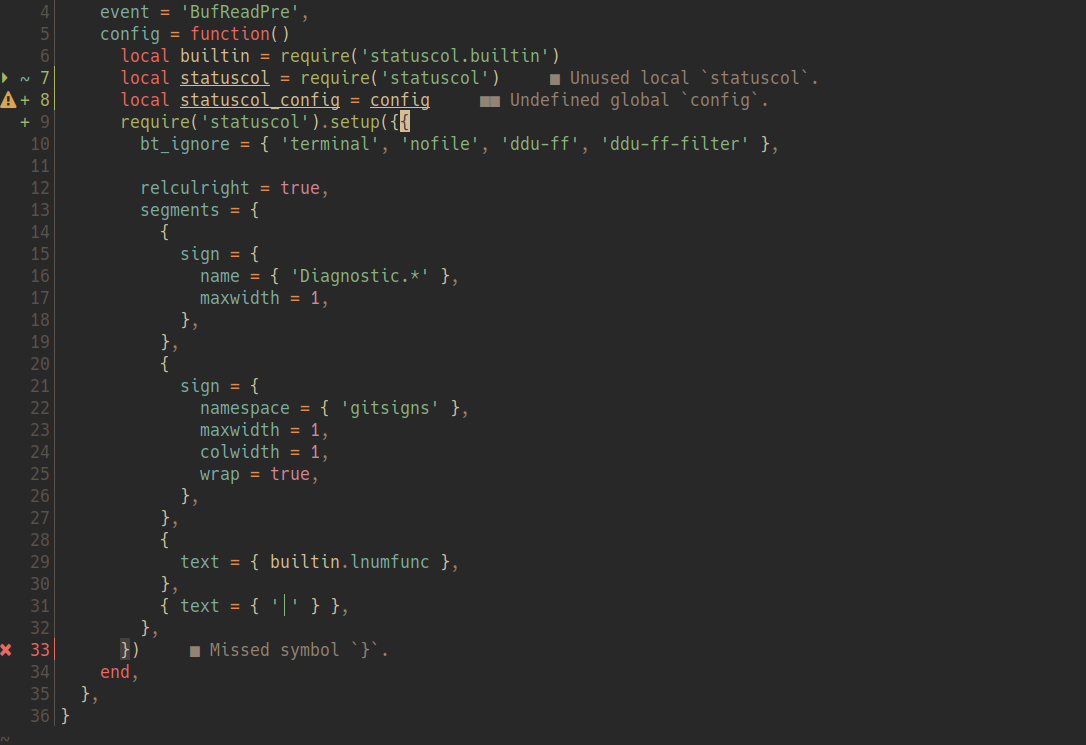 4 event = 'BufReadPre',
5 config = function()
6 local builtin = require('statuscol.builtin')
~ 7 local statuscol = require('statuscol') ■ Unused local `statuscol`.
+ 8 local statuscol_config = config ■■ Undefined global `config`.
+ 9 require('statuscol').setup({{
10 bt_ignore = { 'terminal', 'nofile', 'ddu-ff', 'ddu-ff-filter' },
11
12 relculright = true,
13 segments = {
14 {
15 sign = {
16 name = { 'Diagnostic.*' },
17 maxwidth = 1,
18 },
19 },
20 {
21 sign = {
22 namespace = { 'gitsigns' },
23 maxwidth = 1,
24 colwidth = 1,
25 wrap = true,
26 },
27 },
28 {
29 text = { builtin.lnumfunc },
30 },
31 { text = { '│' } },
32 },
33 }) ■ Missed symbol `}`.
34 end,
35 },
36 }
~